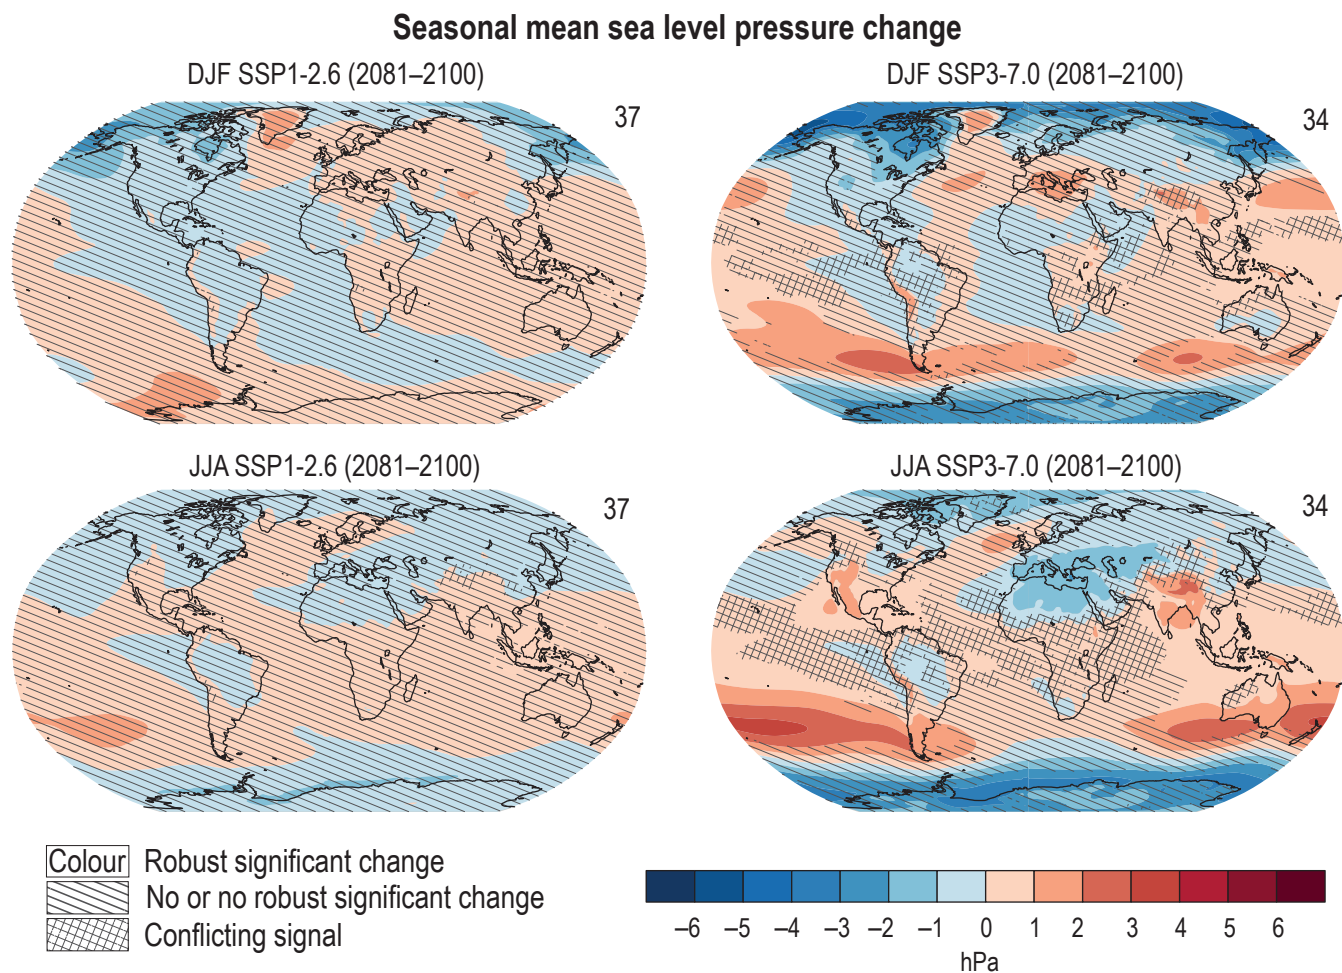 Seasonal mean sea level pressure change
DJF SSP1-2.6 (2081–2100)
37
DJF SSP3-7.0 (2081–2100)
34
JJA SSP1-2.6 (2081–2100)
37
JJA SSP3-7.0 (2081–2100)
34
Colour Robust significant change
No or no robust significant change
Conflicting signal
–6 –5 –4 –3 –2 –1 0 1 2 3 4 5 6
hPa